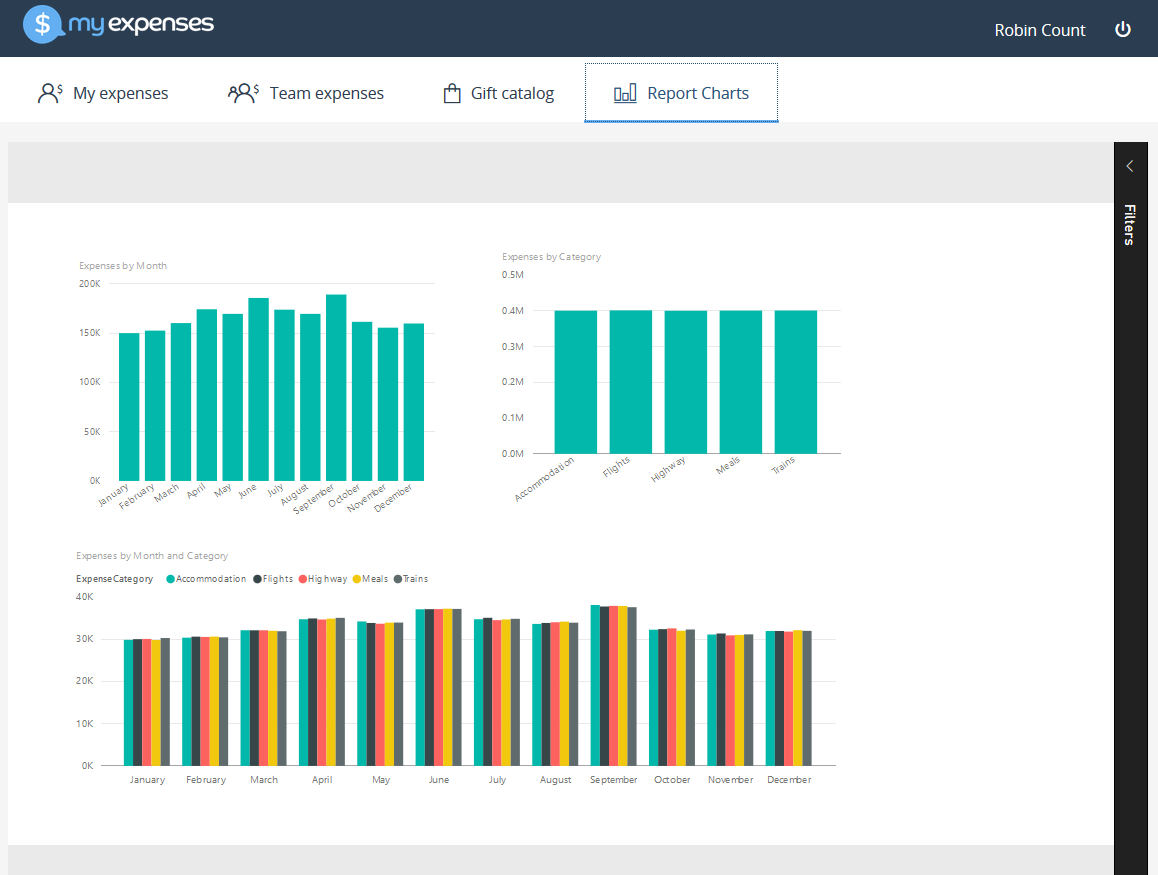 $ my expenses
Robin Count
My expenses
Team expenses
Gift catalog
Report Charts
Filters
Expenses by Month
200K
150K
100K
50K
0K
January February March April May June July August September October November December
Expenses by Category
0.5M
0.4M
0.3M
0.2M
0.1M
0.0M
Accommodation Flights Highway Meals Trains
Expenses by Month and Category
ExpenseCategory Accommodation Flights Highway Meals Trains
40K
30K
20K
10K
0K
January February March April May June July August September October November December